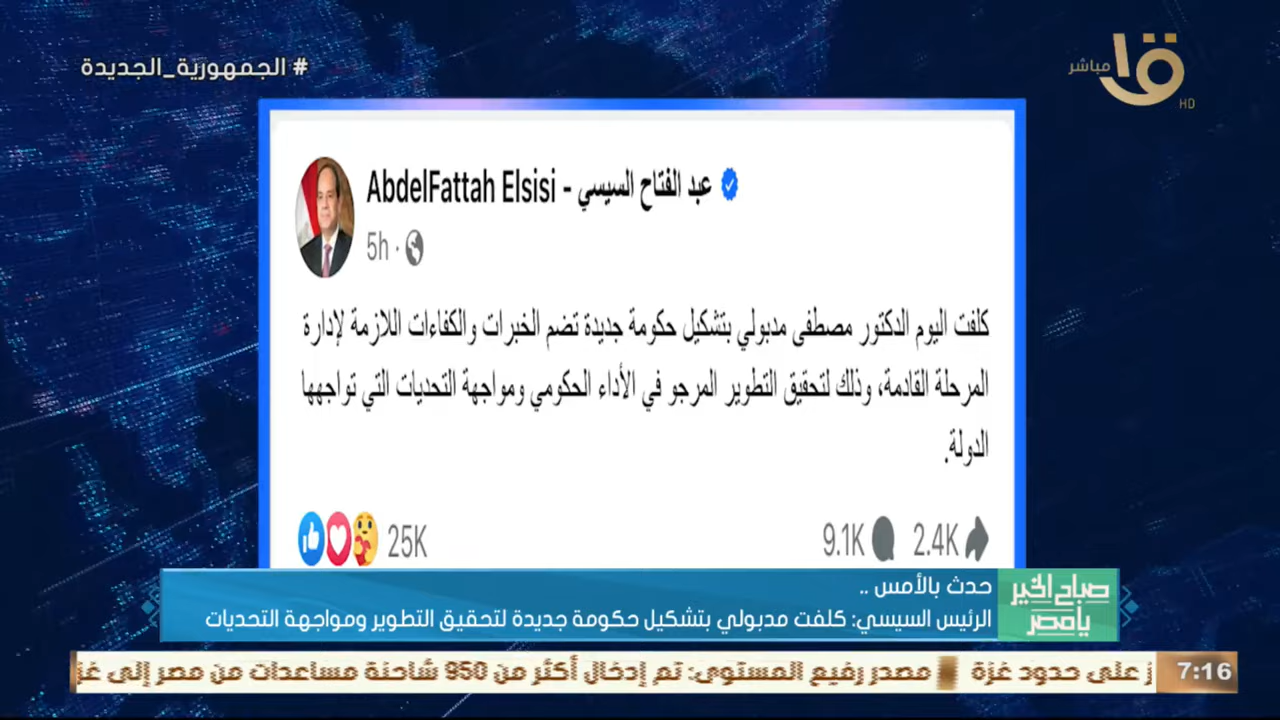 # الجمهورية_الجديدة
مباشر
HD
AbdelFattah Elsisi - عبد الفتاح السيسي
5h ·
كلفت اليوم الدكتور مصطفى مدبولي بتشكيل حكومة جديدة تضم الخبرات والكفاءات اللازمة لإدارة
المرحلة القادمة، وذلك لتحقيق التطوير المرجو في الأداء الحكومي ومواجهة التحديات التي تواجهها
الدولة.
25K
9.1K
2.4K
صباح الخير
يا مصر
حدث بالأمس ..
الرئيس السيسي: كلفت مدبولي بتشكيل حكومة جديدة لتحقيق التطوير ومواجهة التحديات
على حدود غزة
مصدر رفيع المستوى: تم إدخال أكثر من 950 شاحنة مساعدات من مصر إلى
7:16